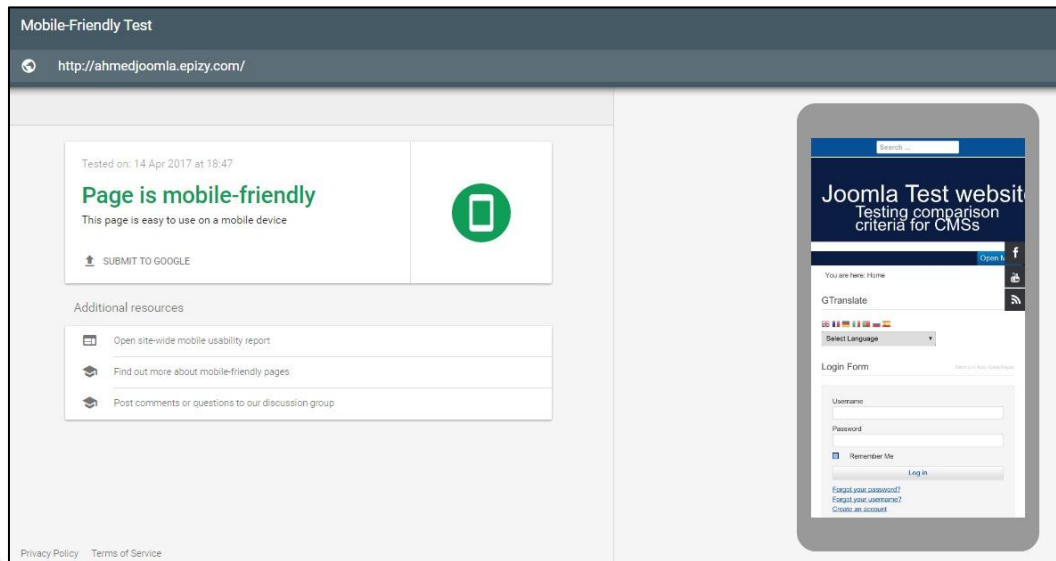 Mobile-Friendly Test
http://ahmedjoomla.epizy.com/
Tested on: 14 Apr 2017 at 18:47
Page is mobile-friendly
This page is easy to use on a mobile device
SUBMIT TO GOOGLE
Additional resources
Open site-wide mobile usability report
Find out more about mobile-friendly pages
Post comments or questions to our discussion group
Privacy Policy Terms of Service
Search ...
Joomla Test websit
Testing comparison
criteria for CMSs
Open M
You are here: Home
GTranslate
Select Language
Login Form
Username
Password
Remember Me
Log in
Forgot your password?
Forgot your username?
Create an account